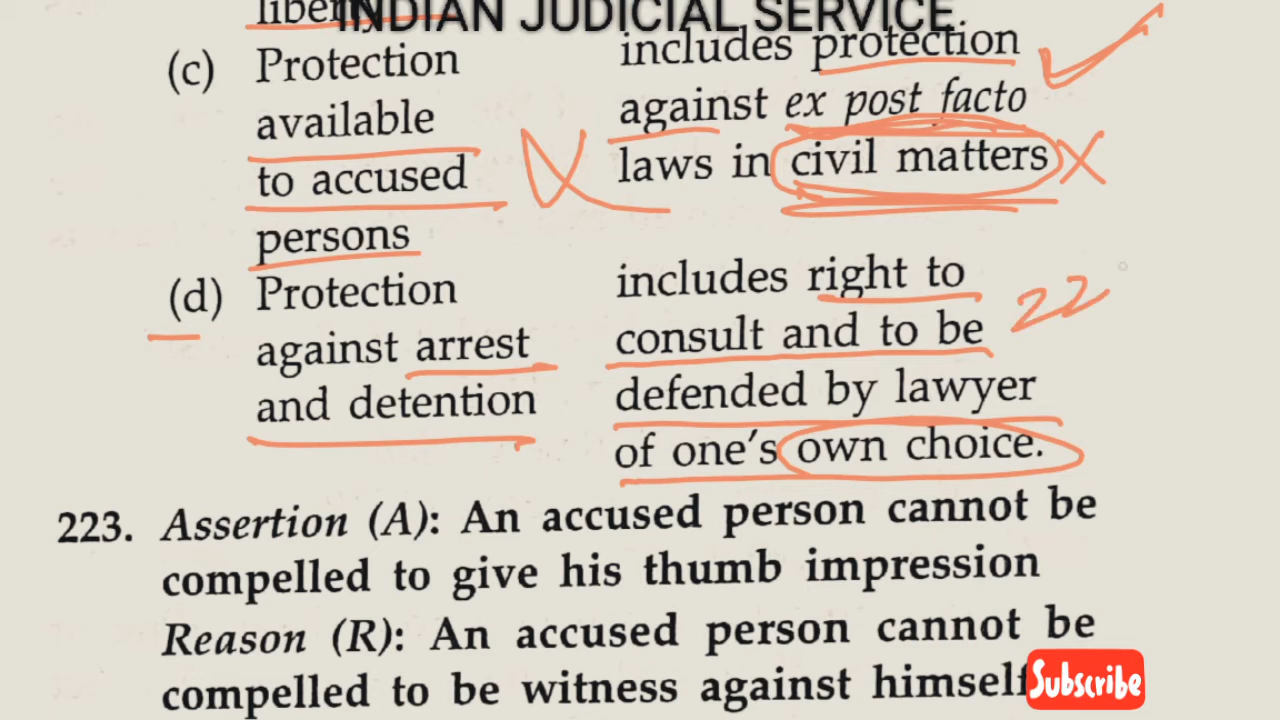 liberty
INDIAN JUDICIAL SERVICE
(c) Protection includes protection
available against ex post facto
to accused laws in civil matters
persons
(d) Protection includes right to
against arrest consult and to be 22
and detention defended by lawyer
of one's own choice.
223. Assertion (A): An accused person cannot be
compelled to give his thumb impression
Reason (R): An accused person cannot be
compelled to be witness against himself
Subscribe